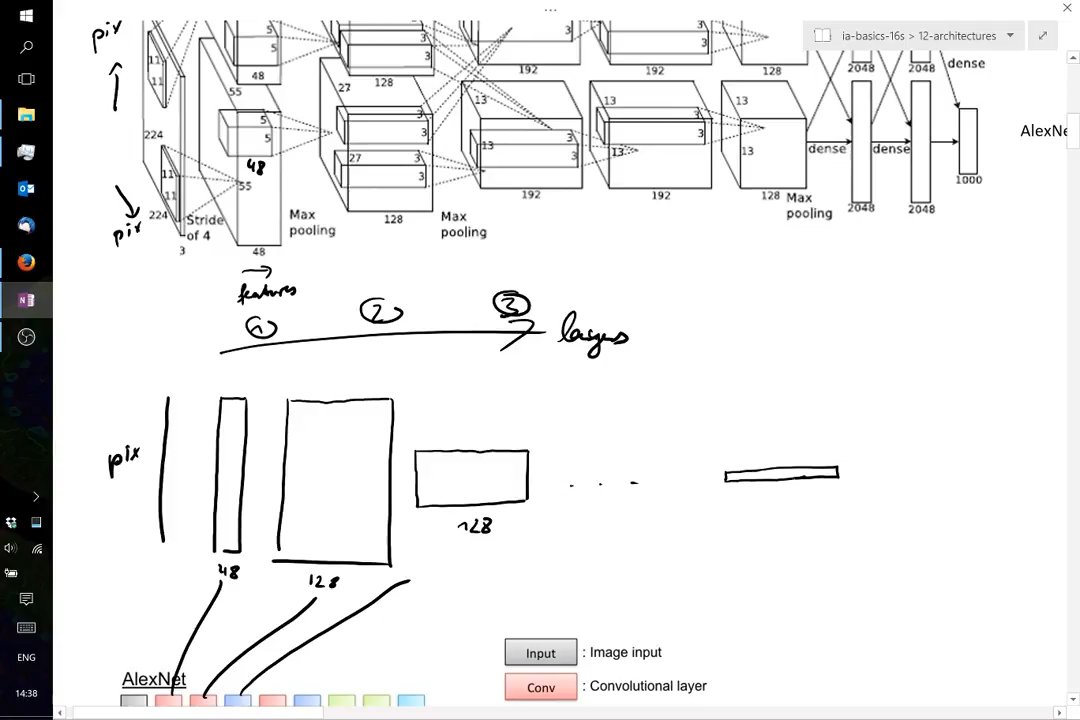 ia-basics-16s > 12-architectures
pix
11
11
5
5
48
55
3
3
128
27
3
192
3
192
128
2048
2048
dense
AlexNe
224
5
5
48
13
3
3
13
3
3
13
13
27
3
3
13
3
3
13
13
dense
dense
1000
11
11
55
192
192
128
2048
2048
pix
224
Stride
of 4
3
48
Max
pooling
128
Max
pooling
Max
pooling
features
1
2
3
layers
pix
48
128
128
. . .
AlexNet
Input : Image input
Conv : Convolutional layer
ENG
14:38